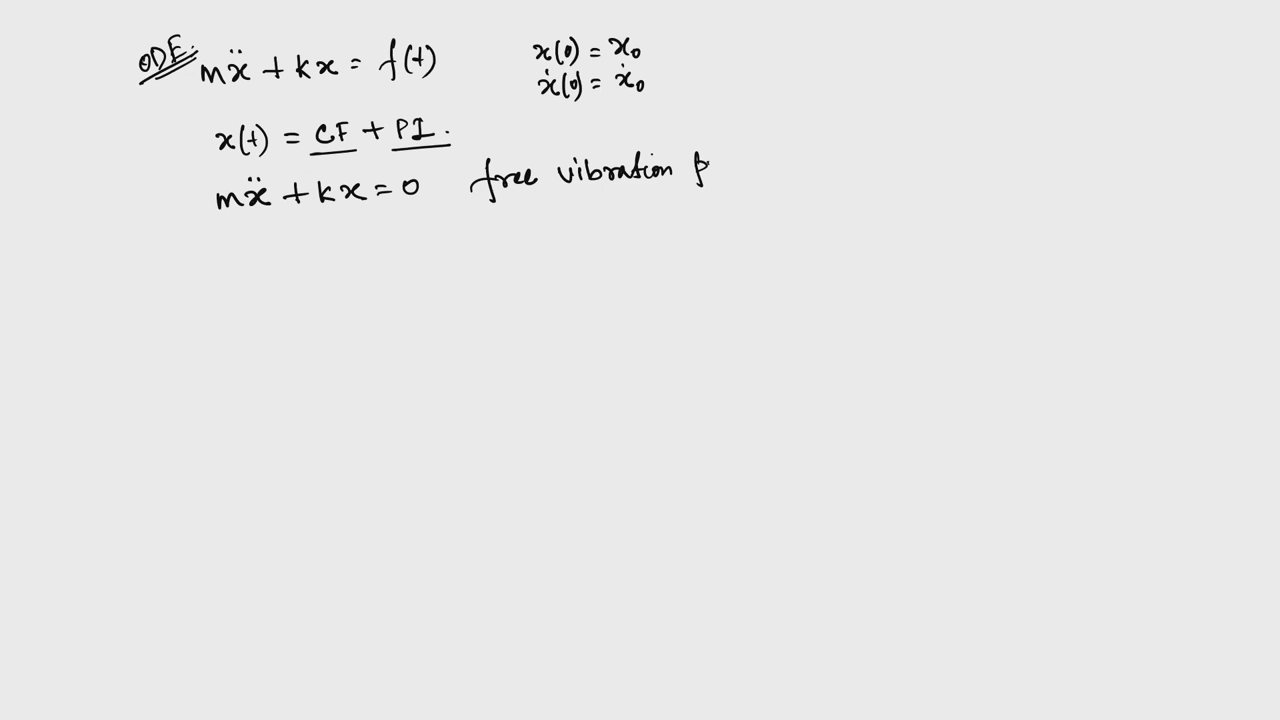 ODE. mẍ + kx = f(t) x(0) = x₀
ẋ(0) = ẋ₀
x(t) = CF + PI.
mẍ + kx = 0 free vibration p